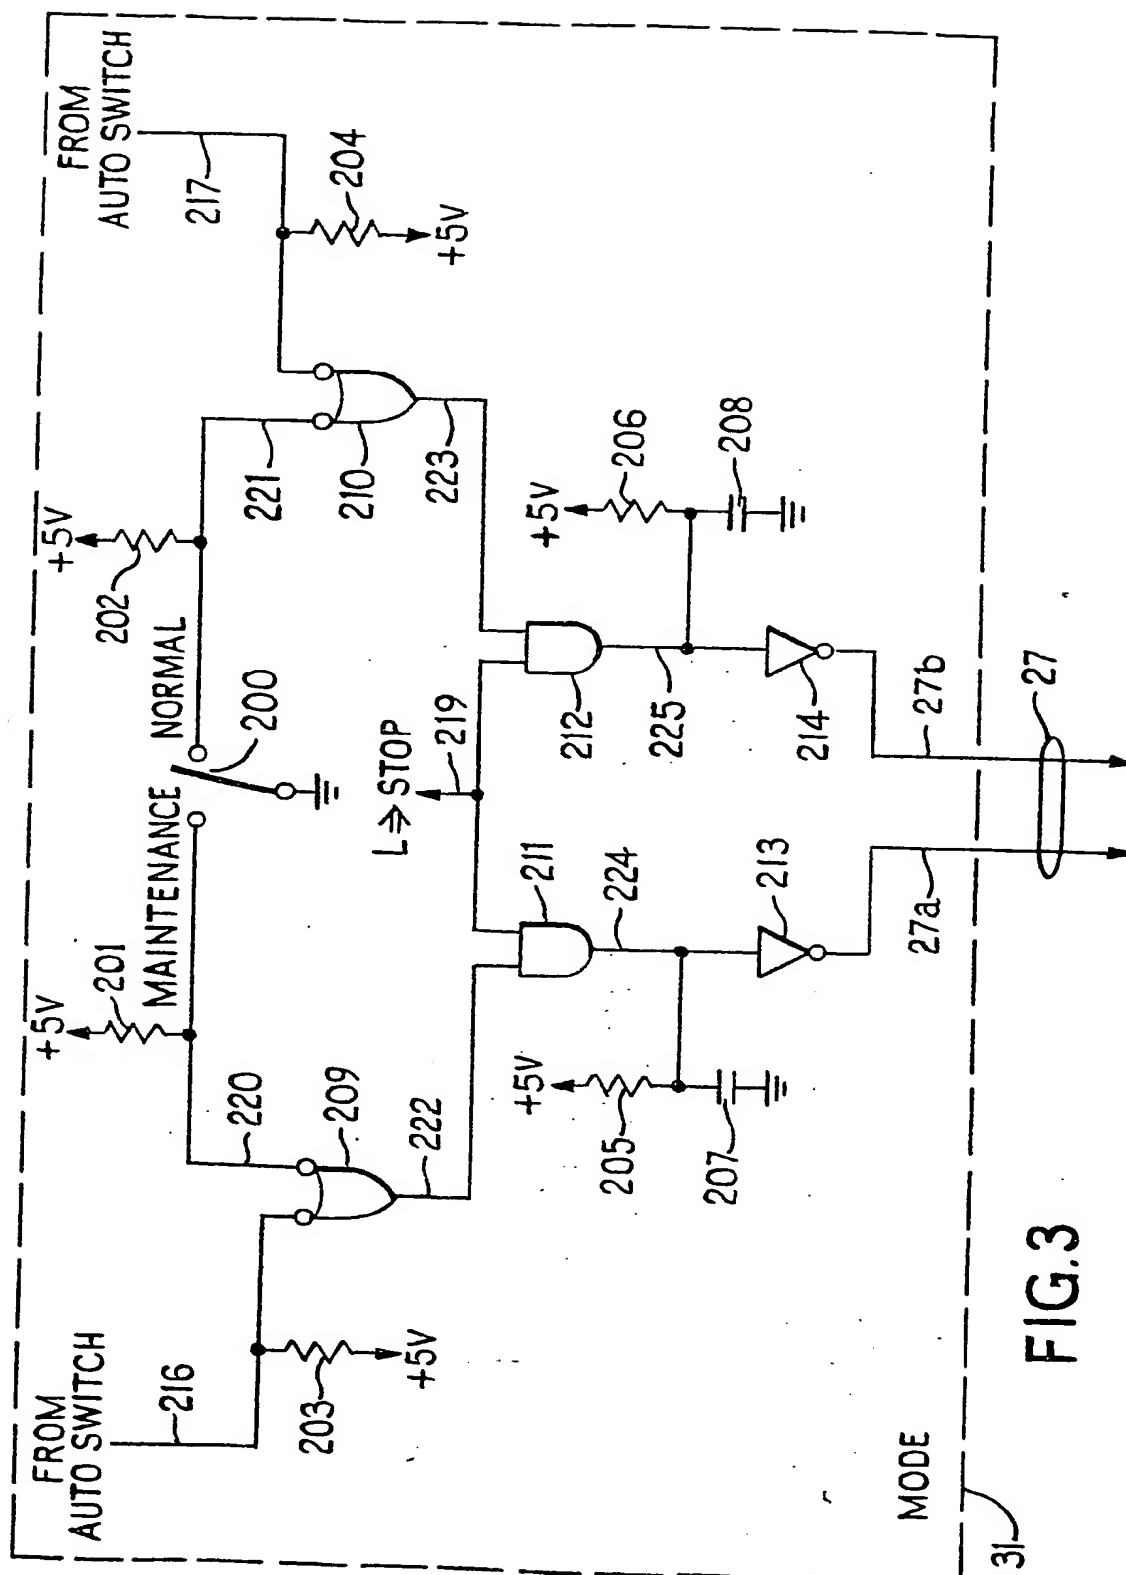 FROM
AUTO SWITCH
216
203
+5V
+5V
201
MAINTENANCE
NORMAL
200
+5V
202
FROM
AUTO SWITCH
217
204
+5V
220
209
222
221
210
223
L⇒STOP
219
211
224
212
225
+5V
205
207
+5V
206
208
213
214
27a
27b
27
MODE
31
FIG.3